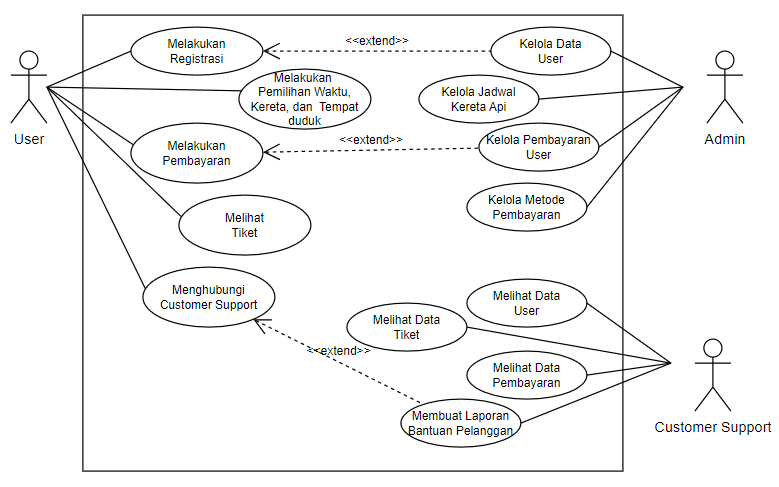 Melakukan
Registrasi
<<extend>>
Kelola Data
User
User
Melakukan
Pemilihan Waktu,
Kereta, dan Tempat
duduk
Kelola Jadwal
Kereta Api
Admin
Melakukan
Pembayaran
<<extend>>
Kelola Pembayaran
User
Kelola Metode
Pembayaran
Melihat
Tiket
Menghubungi
Customer Support
Melihat Data
User
Melihat Data
Tiket
<<extend>>
Melihat Data
Pembayaran
Membuat Laporan
Bantuan Pelanggan
Customer Support